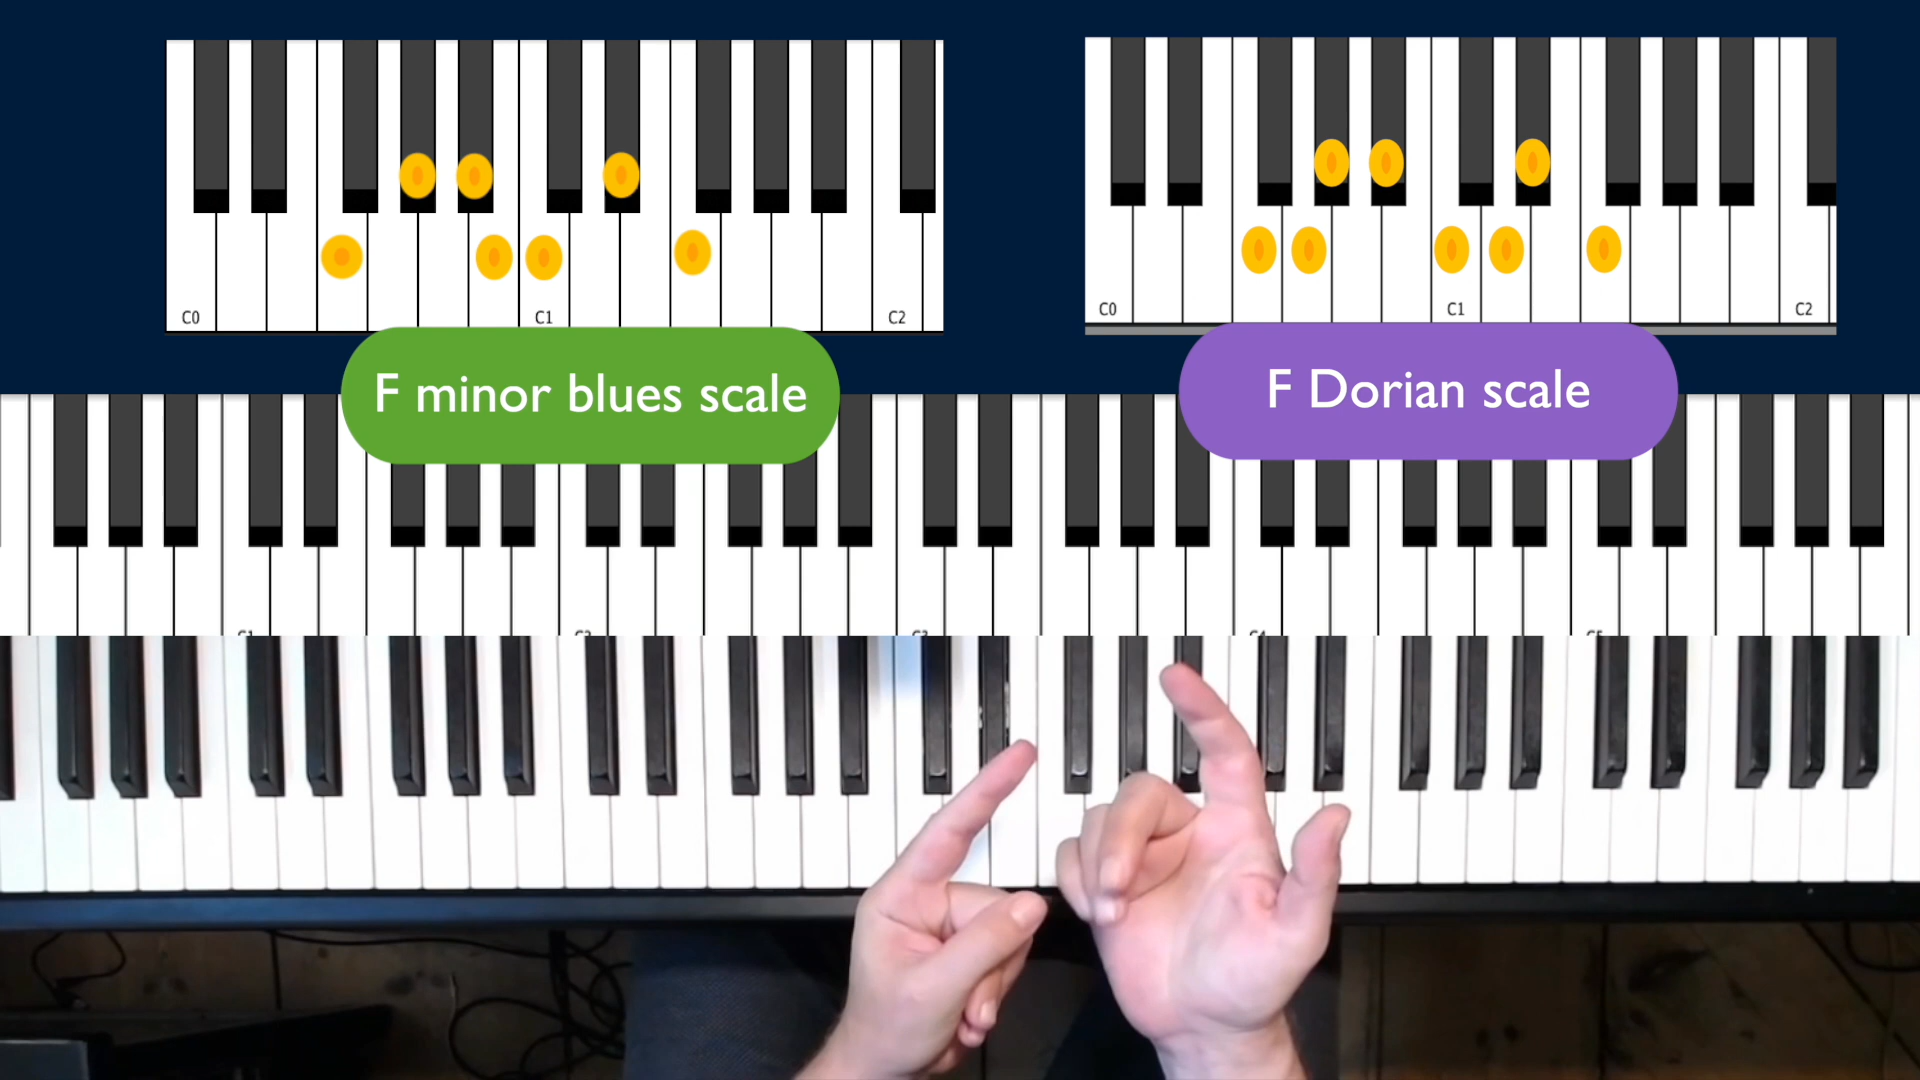 C0
C1
C2
C0
C1
C2
F minor blues scale
F Dorian scale